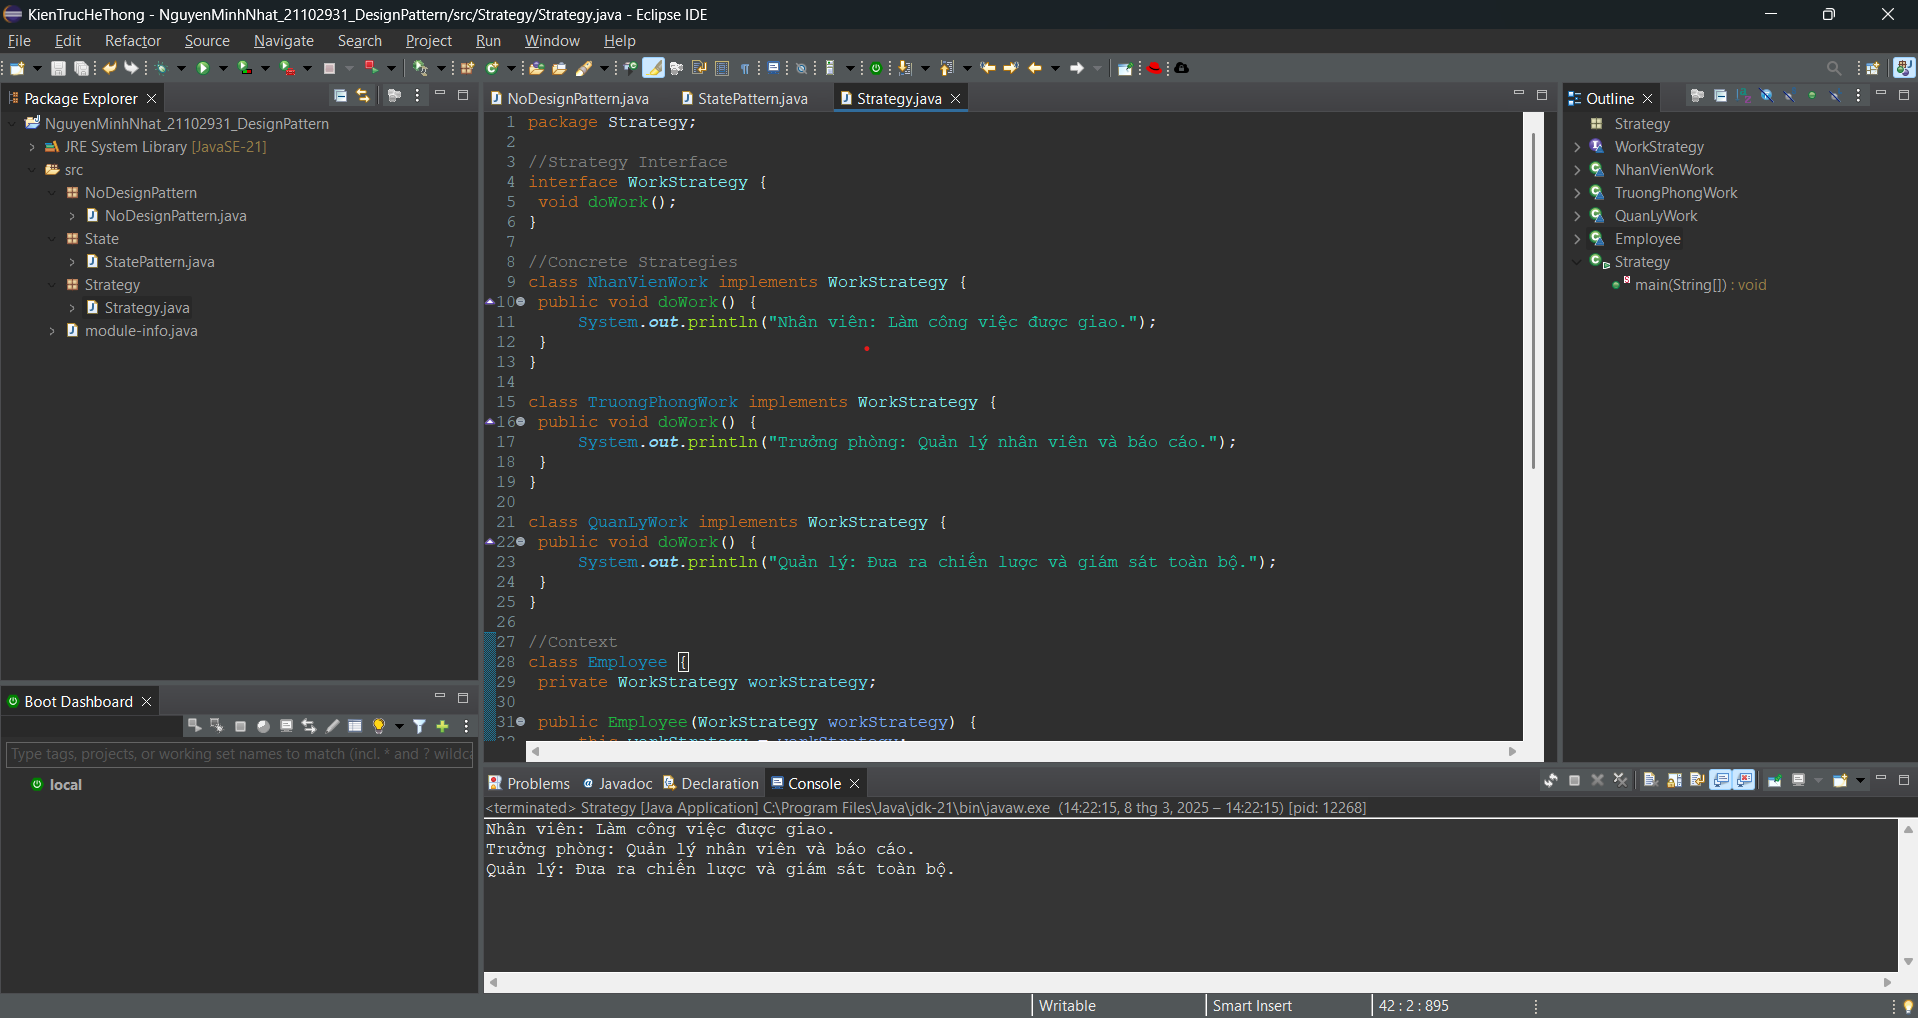 KienTrucHeThong - NguyenMinhNhat_21102931_DesignPattern/src/Strategy/Strategy.java - Eclipse IDE
File Edit Refactor Source Navigate Search Project Run Window Help
Package Explorer
NguyenMinhNhat_21102931_DesignPattern
JRE System Library [JavaSE-21]
src
NoDesignPattern
NoDesignPattern.java
State
StatePattern.java
Strategy
Strategy.java
module-info.java
Boot Dashboard
Type tags, projects, or working set names to match (incl. * and ? wildc
local
NoDesignPattern.java StatePattern.java Strategy.java
1 package Strategy;
2
3 //Strategy Interface
4 interface WorkStrategy {
5 void doWork();
6 }
7
8 //Concrete Strategies
9 class NhanVienWork implements WorkStrategy {
10 public void doWork() {
11 System.out.println("Nhân viên: Làm công việc được giao.");
12 }
13 }
14
15 class TruongPhongWork implements WorkStrategy {
16 public void doWork() {
17 System.out.println("Trưởng phòng: Quản lý nhân viên và báo cáo.");
18 }
19 }
20
21 class QuanLyWork implements WorkStrategy {
22 public void doWork() {
23 System.out.println("Quản lý: Đưa ra chiến lược và giám sát toàn bộ.");
24 }
25 }
26
27 //Context
28 class Employee {
29 private WorkStrategy workStrategy;
30
31 public Employee(WorkStrategy workStrategy) {
Outline
Strategy
WorkStrategy
NhanVienWork
TruongPhongWork
QuanLyWork
Employee
Strategy
main(String[]) : void
Problems Javadoc Declaration Console
<terminated> Strategy [Java Application] C:\Program Files\Java\jdk-21\bin\javaw.exe (14:22:15, 8 thg 3, 2025 – 14:22:15) [pid: 12268]
Nhân viên: Làm công việc được giao.
Trưởng phòng: Quản lý nhân viên và báo cáo.
Quản lý: Đưa ra chiến lược và giám sát toàn bộ.
Writable Smart Insert 42 : 2 : 895